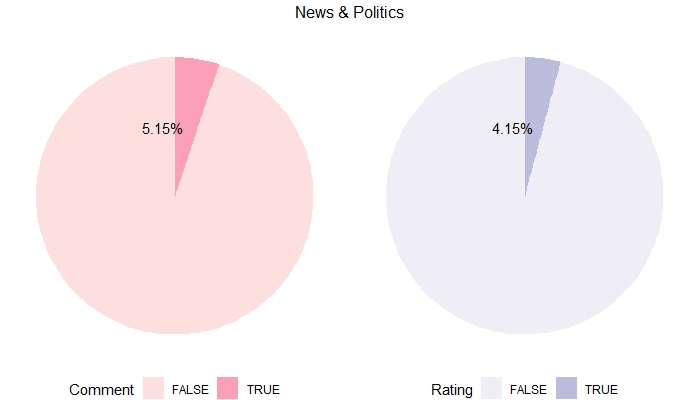 News & Politics
5.15%
4.15%
Comment FALSE TRUE
Rating FALSE TRUE